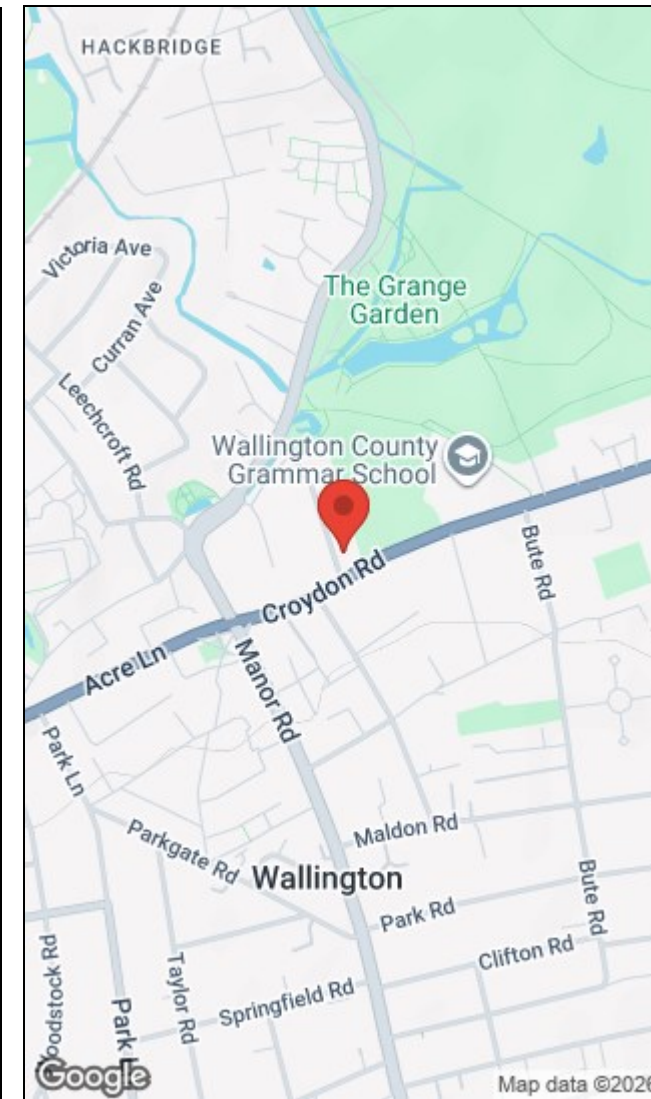 HACKBRIDGE
Victoria Ave
Curran Ave
Leechcroft Rd
The Grange
Garden
Wallington County
Grammar School
Croydon Rd
Bute Rd
Acre Ln
Manor Rd
Park Ln
Parkgate Rd
Maldon Rd
Wallington
Bute Rd
Park Rd
Clifton Rd
Woodstock Rd
Taylor Rd
Springfield Rd
Park L
Google
Map data ©2026